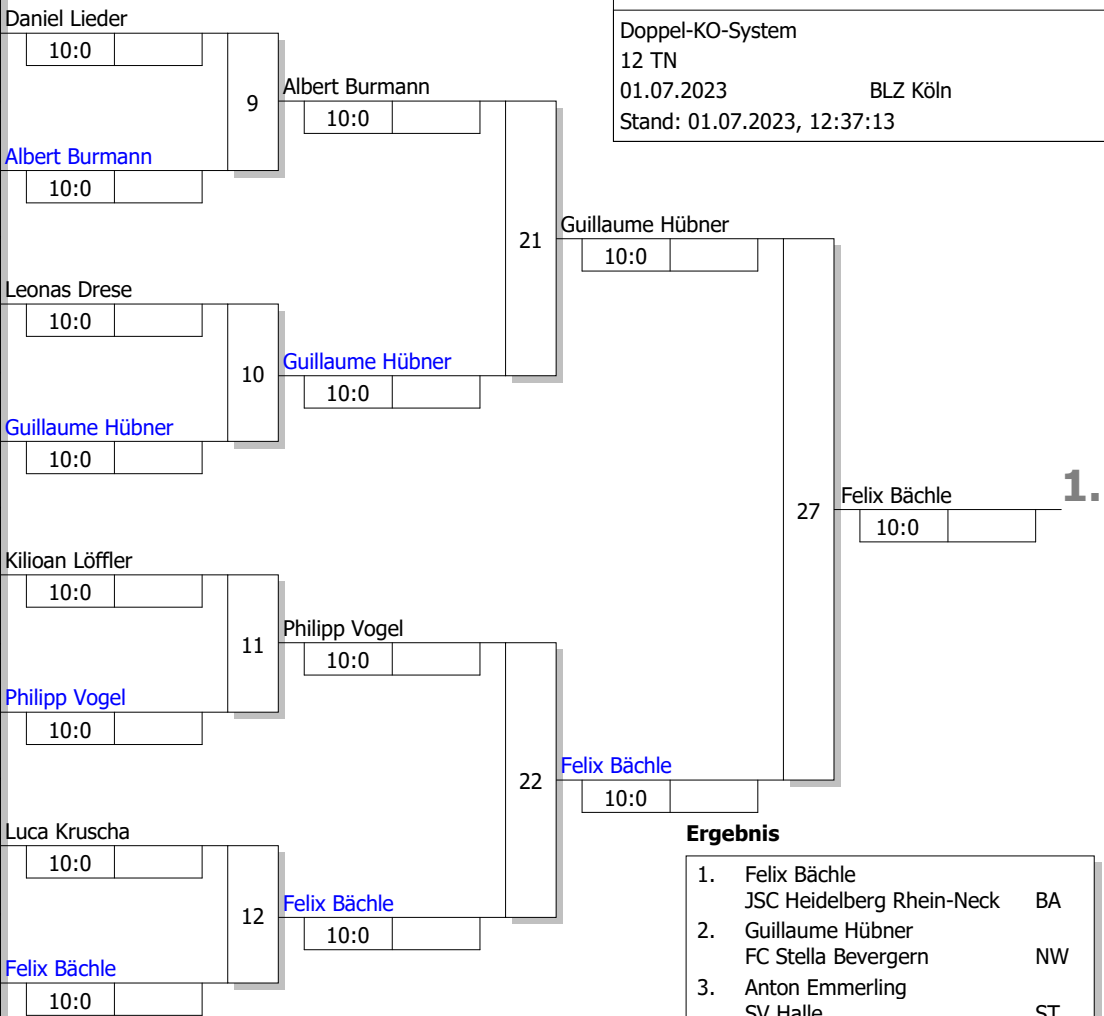 Doppel-KO-System
12 TN
01.07.2023 BLZ Köln
Stand: 01.07.2023, 12:37:13
Daniel Lieder
10:0
9
Albert Burmann
10:0
Albert Burmann
10:0
21
Guillaume Hübner
10:0
Leonas Drese
10:0
10
Guillaume Hübner
10:0
Guillaume Hübner
10:0
27
Felix Bächle
10:0
1.
Kilioan Löffler
10:0
11
Philipp Vogel
10:0
Philipp Vogel
10:0
22
Felix Bächle
10:0
Luca Kruscha
10:0
12
Felix Bächle
10:0
Felix Bächle
10:0
Ergebnis
1. Felix Bächle
JSC Heidelberg Rhein-Neck BA
2. Guillaume Hübner
FC Stella Bevergern NW
3. Anton Emmerling
SV Halle ST